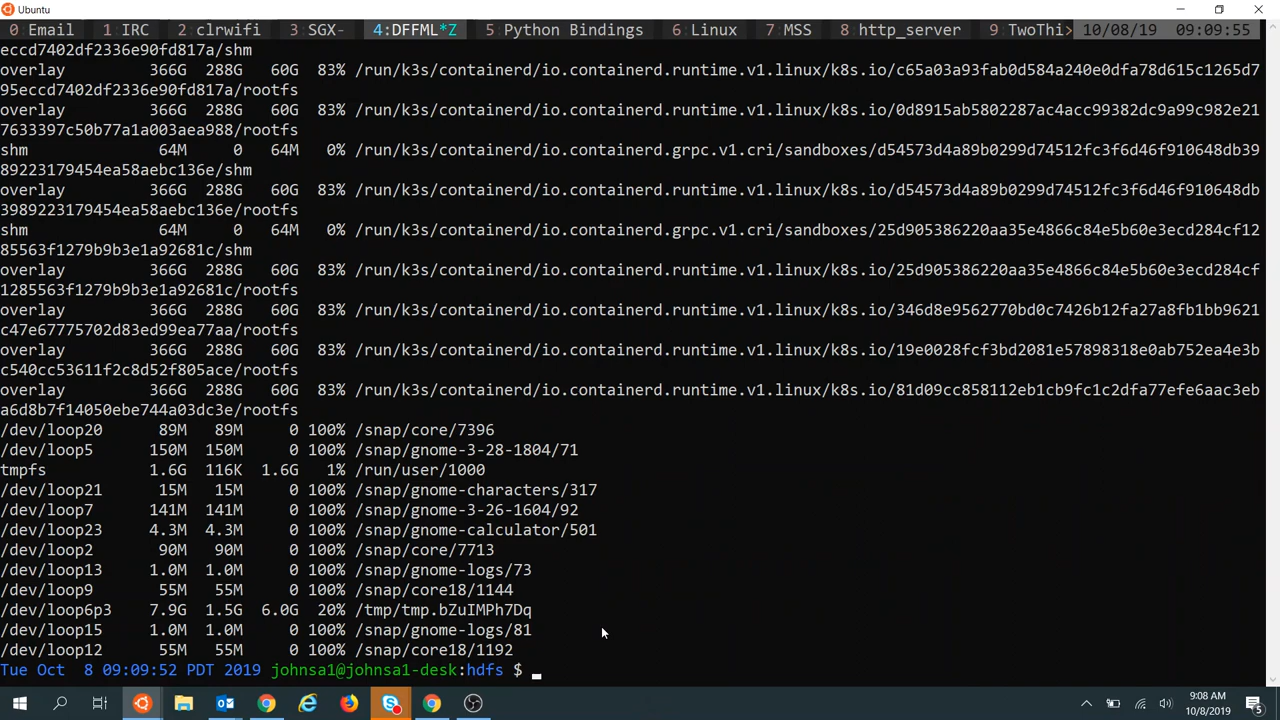 Ubuntu
0 Email  1 IRC  2 clrwifi  3 SGX-  4:DFFML*Z  5 Python Bindings  6 Linux  7 MSS  8 http_server  9 TwoThi>  10/08/19  09:09:55
eccd7402df2336e90fd817a/shm
overlay 366G 288G 60G 83% /run/k3s/containerd/io.containerd.runtime.v1.linux/k8s.io/c65a03a93fab0d584a240e0dfa78d615c1265d7
95eccd7402df2336e90fd817a/rootfs
overlay 366G 288G 60G 83% /run/k3s/containerd/io.containerd.runtime.v1.linux/k8s.io/0d8915ab5802287ac4acc99382dc9a99c982e21
7633397c50b77a1a003aea988/rootfs
shm 64M 0 64M 0% /run/k3s/containerd/io.containerd.grpc.v1.cri/sandboxes/d54573d4a89b0299d74512fc3f6d46f910648db39
89223179454ea58aebc136e/shm
overlay 366G 288G 60G 83% /run/k3s/containerd/io.containerd.runtime.v1.linux/k8s.io/d54573d4a89b0299d74512fc3f6d46f910648db
3989223179454ea58aebc136e/rootfs
shm 64M 0 64M 0% /run/k3s/containerd/io.containerd.grpc.v1.cri/sandboxes/25d905386220aa35e4866c84e5b60e3ecd284cf12
85563f1279b9b3e1a92681c/shm
overlay 366G 288G 60G 83% /run/k3s/containerd/io.containerd.runtime.v1.linux/k8s.io/25d905386220aa35e4866c84e5b60e3ecd284cf
1285563f1279b9b3e1a92681c/rootfs
overlay 366G 288G 60G 83% /run/k3s/containerd/io.containerd.runtime.v1.linux/k8s.io/346d8e9562770bd0c7426b12fa27a8fb1bb9621
c47e67775702d83ed99ea77aa/rootfs
overlay 366G 288G 60G 83% /run/k3s/containerd/io.containerd.runtime.v1.linux/k8s.io/19e0028fcf3bd2081e57898318e0ab752ea4e3b
c540cc53611f2c8d52f805ace/rootfs
overlay 366G 288G 60G 83% /run/k3s/containerd/io.containerd.runtime.v1.linux/k8s.io/81d09cc858112eb1cb9fc1c2dfa77efe6aac3eb
a6d8b7f14050ebe744a03dc3e/rootfs
/dev/loop20 89M 89M 0 100% /snap/core/7396
/dev/loop5 150M 150M 0 100% /snap/gnome-3-28-1804/71
tmpfs 1.6G 116K 1.6G 1% /run/user/1000
/dev/loop21 15M 15M 0 100% /snap/gnome-characters/317
/dev/loop7 141M 141M 0 100% /snap/gnome-3-26-1604/92
/dev/loop23 4.3M 4.3M 0 100% /snap/gnome-calculator/501
/dev/loop2 90M 90M 0 100% /snap/core/7713
/dev/loop13 1.0M 1.0M 0 100% /snap/gnome-logs/73
/dev/loop9 55M 55M 0 100% /snap/core18/1144
/dev/loop6p3 7.9G 1.5G 6.0G 20% /tmp/tmp.bZuIMPh7Dq
/dev/loop15 1.0M 1.0M 0 100% /snap/gnome-logs/81
/dev/loop12 55M 55M 0 100% /snap/core18/1192
Tue Oct  8 09:09:52 PDT 2019 johnsa1@johnsa1-desk:hdfs $ _
9:08 AM
10/8/2019
5